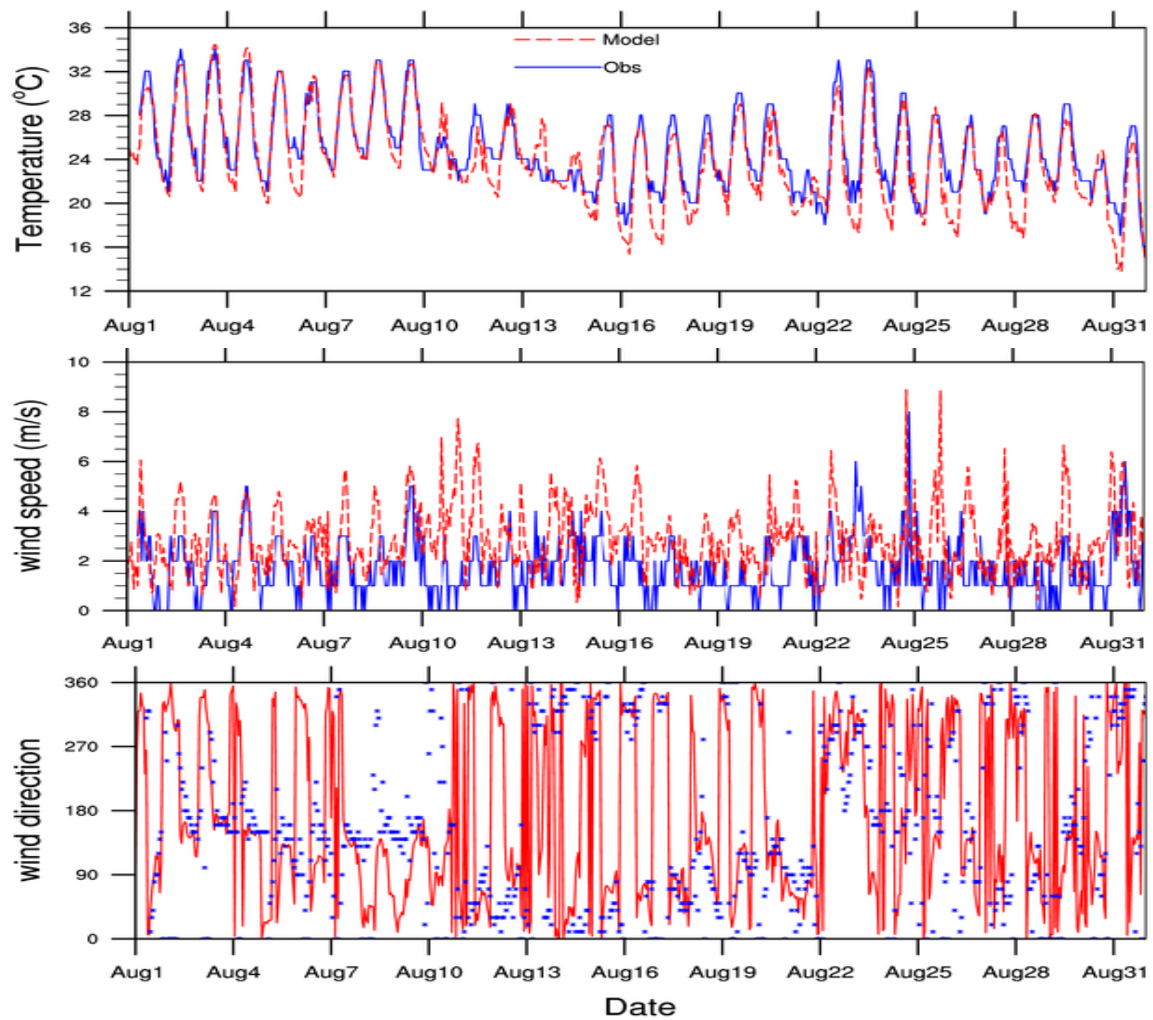 36
32
28
24
20
16
12
Temperature (°C)
Model
Obs
Aug1 Aug4 Aug7 Aug10 Aug13 Aug16 Aug19 Aug22 Aug25 Aug28 Aug31
10
8
6
4
2
0
wind speed (m/s)
Aug1 Aug4 Aug7 Aug10 Aug13 Aug16 Aug19 Aug22 Aug25 Aug28 Aug31
360
270
180
90
0
wind direction
Aug1 Aug4 Aug7 Aug10 Aug13 Aug16 Aug19 Aug22 Aug25 Aug28 Aug31
Date